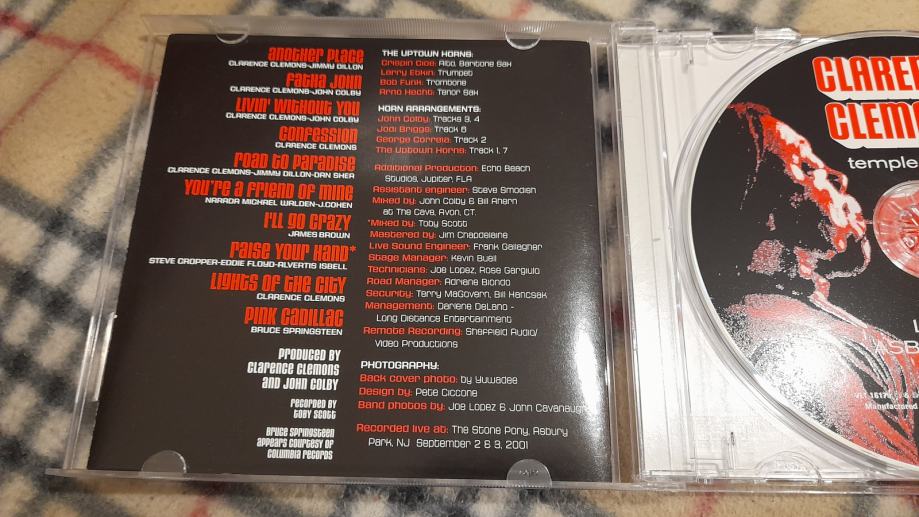 Another Place
Clarence Clemons-Jimmy Dillon
Fatha John
Clarence Clemons-John Colby
Livin' Without You
Clarence Clemons-John Colby
Confession
Clarence Clemons
Road to Paradise
Clarence Clemons-Jimmy Dillon-Dan Sher
You're a Friend of Mine
Narada Michael Walden-J.Cohen
I'll Go Crazy
James Brown
Raise Your Hand*
Steve Cropper-Eddie Floyd-Alvertis Isbell
Lights of the City
Clarence Clemons
Pink Cadillac
Bruce Springsteen
Produced by
Clarence Clemons
and John Colby
Recorded by
Toby Scott
Bruce Springsteen
appears courtesy of
Columbia Records
The Uptown Horns:
Crispin Cioe: Alto, Baritone Sax
Larry Etkin: Trumpet
Bob Funk: Trombone
Arno Hecht: Tenor Sax
Horn Arrangements:
John Colby: Tracks 3, 4
Jodi Briggs: Track 6
George Correia: Track 2
The Uptown Horns: Track 1, 7
Additional Production: Echo Beach
Studios, Jupiter, FLA
Assistant engineer: Steve Smodish
Mixed by: John Colby & Bill Ahern
at The Cave, Avon, CT.
*Mixed by: Toby Scott
Mastered by: Jim Chapdelaine
Live Sound Engineer: Frank Gallagher
Stage Manager: Kevin Buell
Technicians: Joe Lopez, Rose Gargiulo
Road Manager: Adriane Biondo
Security: Terry MaGovern, Bill Hancsak
Management: Darlene DeLano -
Long Distance Entertainment
Remote Recording: Sheffield Audio/
Video Productions
Photography:
Back cover photo: by Yuwadee
Design by: Pete Ciccone
Band photos by: Joe Lopez & John Cavanaugh
Recorded live at: The Stone Pony, Asbury
Park, NJ September 2 & 3, 2001
CLAREN
CLEMO
temple
ASB
Manufactured